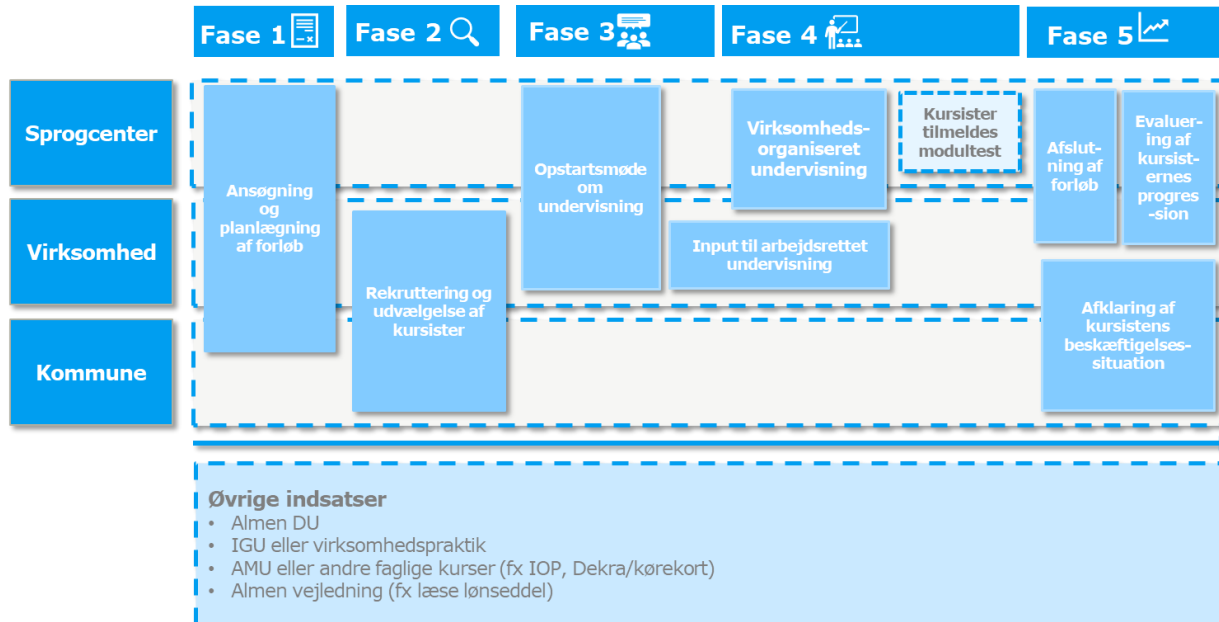 Fase 1
Fase 2
Fase 3
Fase 4
Fase 5
Sprogcenter
Virksomhed
Kommune
Ansøgning
og
planlægning
af forløb
Rekruttering og
udvælgelse af
kursister
Opstartsmøde
om
undervisning
Virksomheds-
organiseret
undervisning
Input til arbejdsrettet
undervisning
Kursister
tilmeldes
modultest
Afslut-
ning af
forløb
Evaluer-
ing af
kursist-
ernes
progres
-sion
Afklaring af
kursistens
beskæftigelses-
situation
Øvrige indsatser
• Almen DU
• IGU eller virksomhedspraktik
• AMU eller andre faglige kurser (fx IOP, Dekra/kørekort)
• Almen vejledning (fx læse lønseddel)